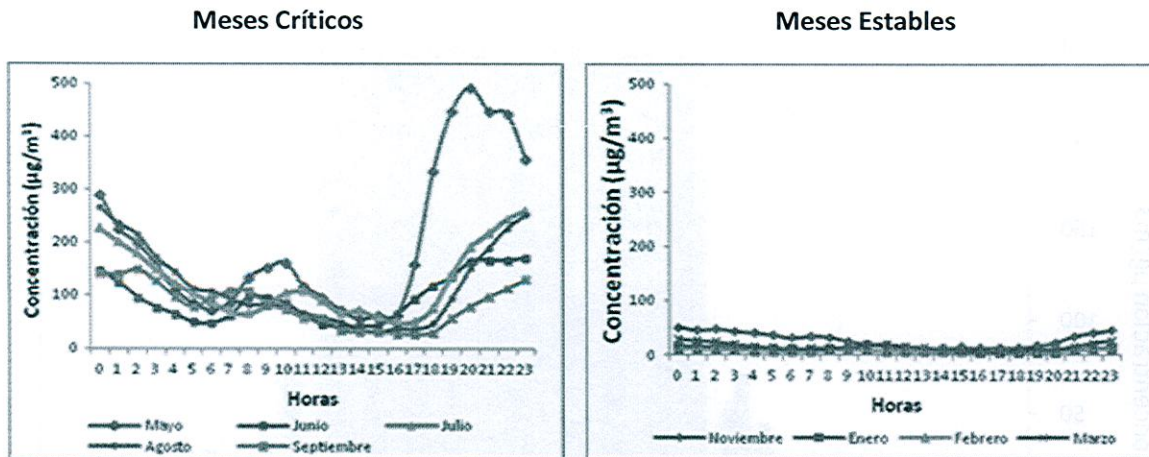 Meses Críticos
Meses Estables
Concentración (µg/m³)
500
400
300
200
100
0
0 1 2 3 4 5 6 7 8 9 10 11 12 13 14 15 16 17 18 19 20 21 22 23
Horas
Mayo Junio Julio
Agosto Septiembre
Concentración (µg/m³)
500
400
300
200
100
0
0 1 2 3 4 5 6 7 8 9 10 11 12 13 14 15 16 17 18 19 20 21 22 23
Horas
Noviembre Enero Febrero Marzo